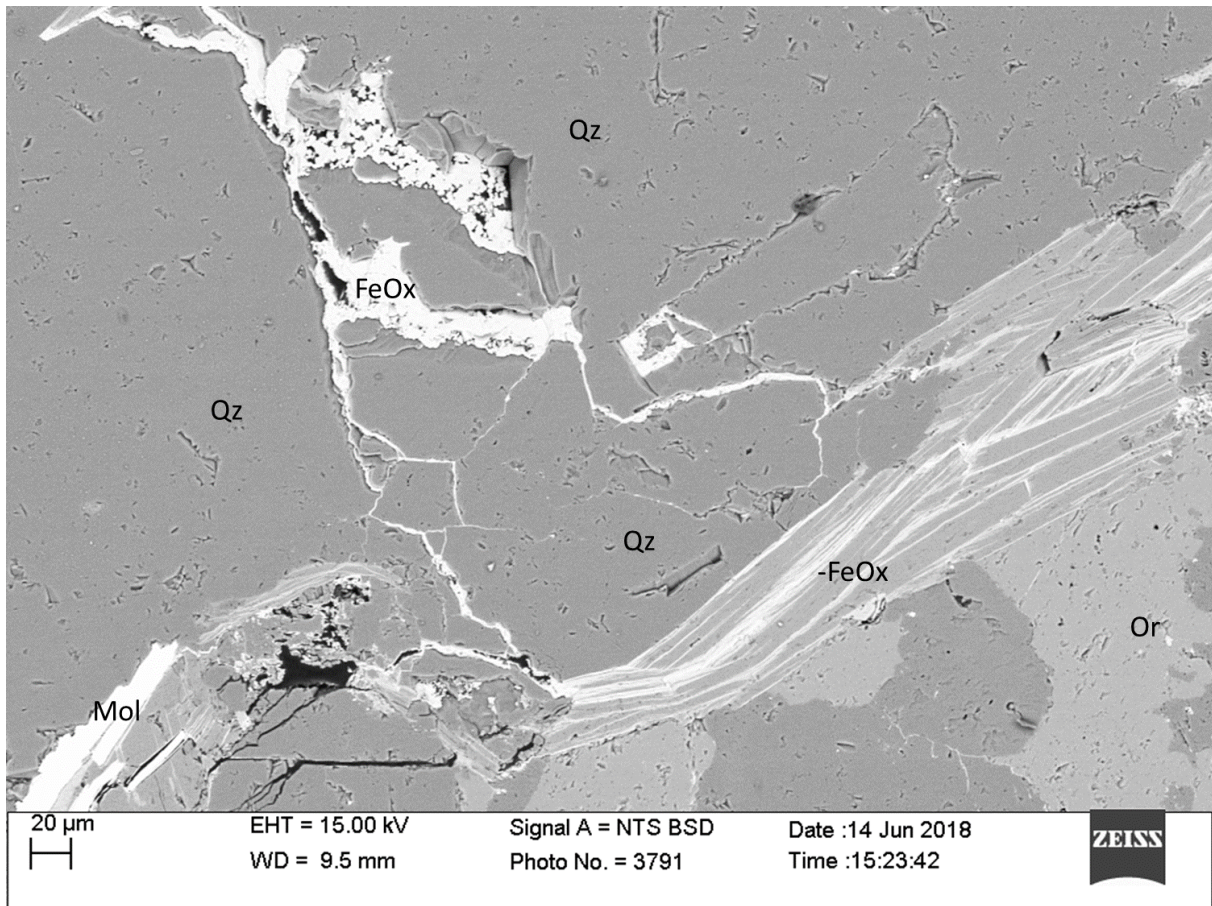 Qz
FeOx
Qz
Qz
-FeOx
Or
Mol
20 µm
EHT = 15.00 kV
Signal A = NTS BSD
Date :14 Jun 2018
WD = 9.5 mm
Photo No. = 3791
Time :15:23:42
ZEISS